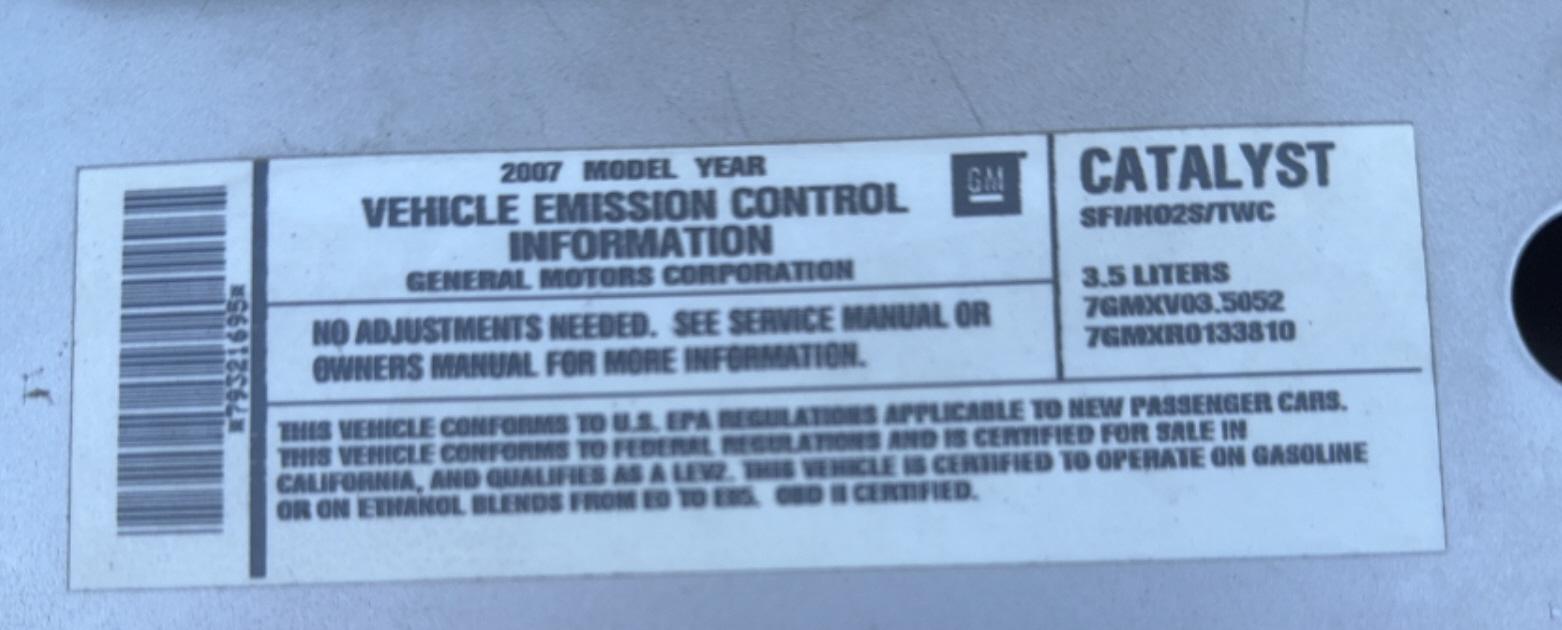 2007 MODEL YEAR
VEHICLE EMISSION CONTROL
INFORMATION
GENERAL MOTORS CORPORATION
GM
NO ADJUSTMENTS NEEDED. SEE SERVICE MANUAL OR
OWNERS MANUAL FOR MORE INFORMATION.
CATALYST
SFI/HO2S/TWC
3.5 LITERS
7GMXV03.5052
7GMXR0133810
THIS VEHICLE CONFORMS TO U.S. EPA REGULATIONS APPLICABLE TO NEW PASSENGER CARS.
THIS VEHICLE CONFORMS TO FEDERAL REGULATIONS AND IS CERTIFIED FOR SALE IN
CALIFORNIA, AND QUALIFIES AS A LEV2. THIS VEHICLE IS CERTIFIED TO OPERATE ON GASOLINE
OR ON ETHANOL BLENDS FROM E0 TO E85. OBD II CERTIFIED.
*79321695*